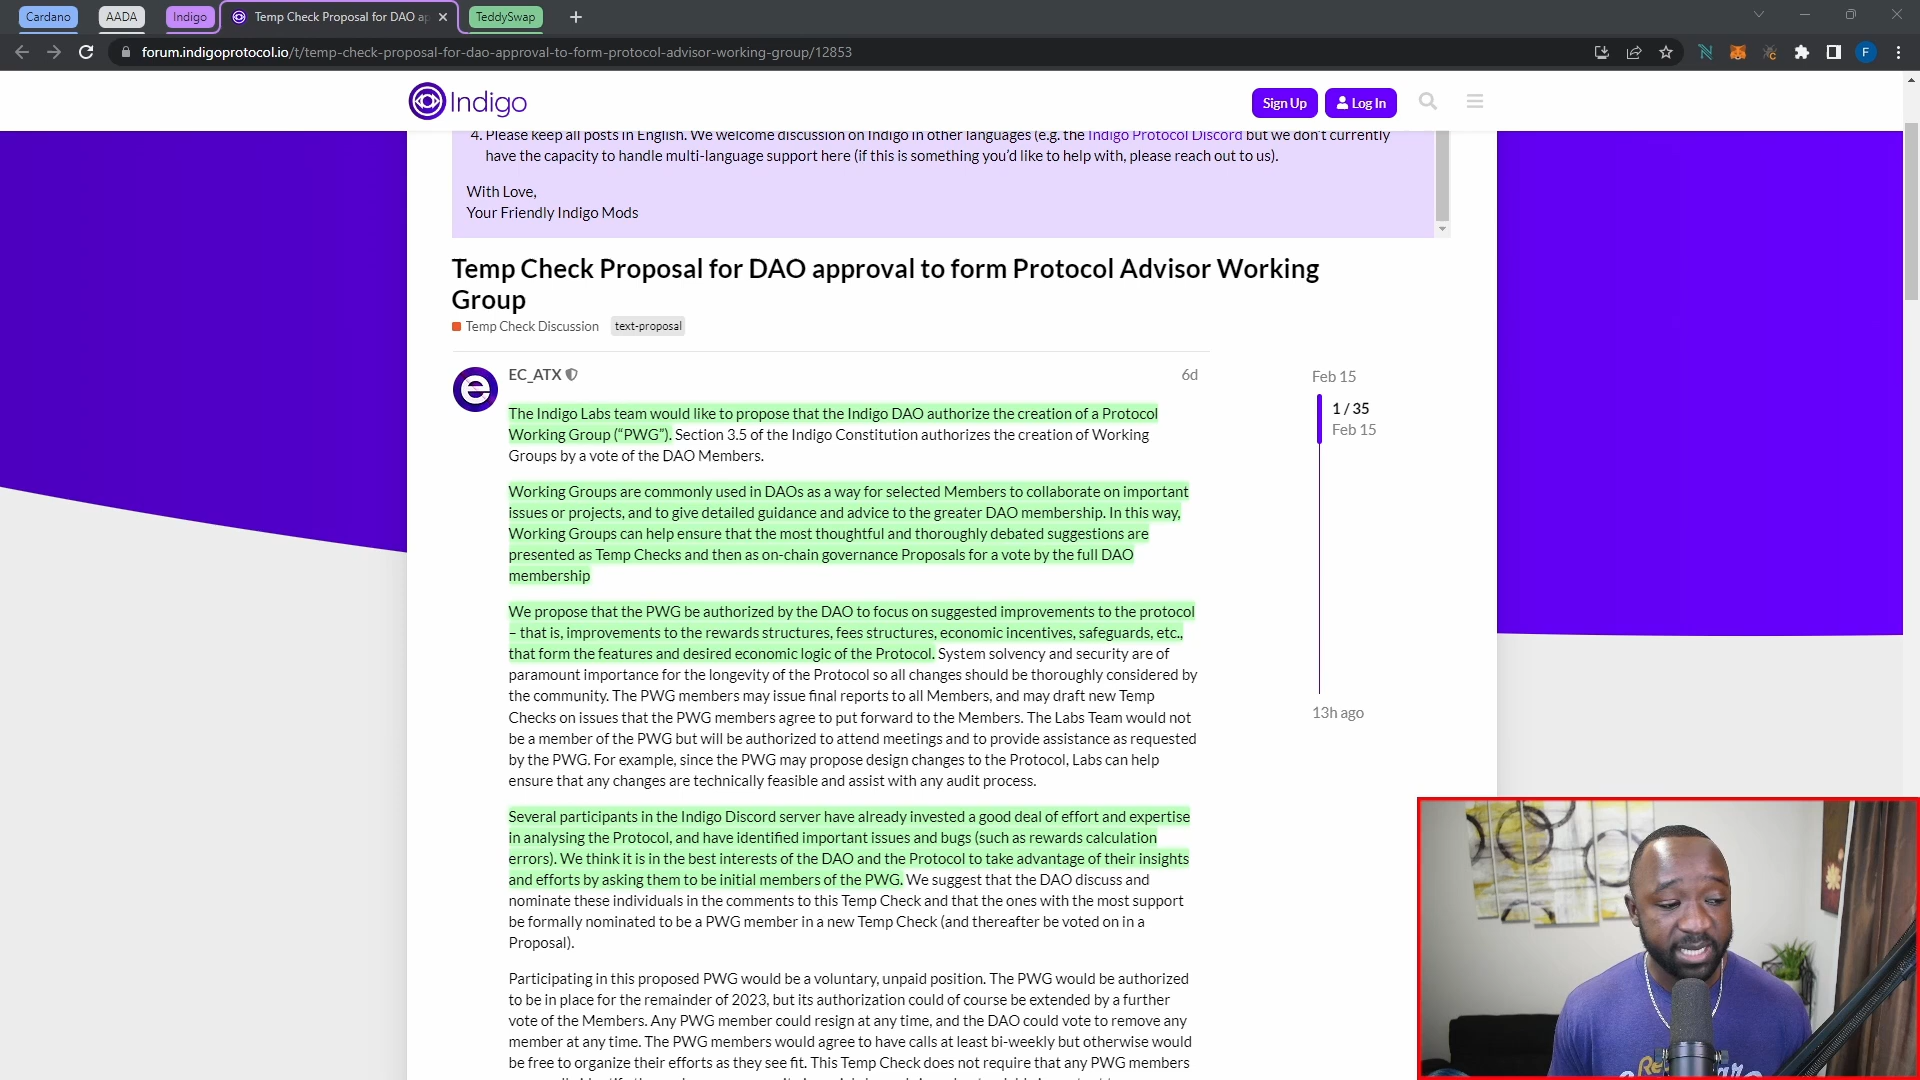 Cardano
AADA
Indigo
Temp Check Proposal for DAO ap
TeddySwap
forum.indigoprotocol.io/t/temp-check-proposal-for-dao-approval-to-form-protocol-advisor-working-group/12853
F
Indigo
Sign Up
Log In
4. Please keep all posts in English. We welcome discussion on Indigo in other languages (e.g. the Indigo Protocol Discord but we don't currently
have the capacity to handle multi-language support here (if this is something you'd like to help with, please reach out to us).
With Love,
Your Friendly Indigo Mods
Temp Check Proposal for DAO approval to form Protocol Advisor Working
Group
Temp Check Discussion text-proposal
EC_ATX
6d
The Indigo Labs team would like to propose that the Indigo DAO authorize the creation of a Protocol
Working Group (“PWG”). Section 3.5 of the Indigo Constitution authorizes the creation of Working
Groups by a vote of the DAO Members.
Working Groups are commonly used in DAOs as a way for selected Members to collaborate on important
issues or projects, and to give detailed guidance and advice to the greater DAO membership. In this way,
Working Groups can help ensure that the most thoughtful and thoroughly debated suggestions are
presented as Temp Checks and then as on-chain governance Proposals for a vote by the full DAO
membership
We propose that the PWG be authorized by the DAO to focus on suggested improvements to the protocol
– that is, improvements to the rewards structures, fees structures, economic incentives, safeguards, etc.,
that form the features and desired economic logic of the Protocol. System solvency and security are of
paramount importance for the longevity of the Protocol so all changes should be thoroughly considered by
the community. The PWG members may issue final reports to all Members, and may draft new Temp
Checks on issues that the PWG members agree to put forward to the Members. The Labs Team would not
be a member of the PWG but will be authorized to attend meetings and to provide assistance as requested
by the PWG. For example, since the PWG may propose design changes to the Protocol, Labs can help
ensure that any changes are technically feasible and assist with any audit process.
Several participants in the Indigo Discord server have already invested a good deal of effort and expertise
in analysing the Protocol, and have identified important issues and bugs (such as rewards calculation
errors). We think it is in the best interests of the DAO and the Protocol to take advantage of their insights
and efforts by asking them to be initial members of the PWG. We suggest that the DAO discuss and
nominate these individuals in the comments to this Temp Check and that the ones with the most support
be formally nominated to be a PWG member in a new Temp Check (and thereafter be voted on in a
Proposal).
Participating in this proposed PWG would be a voluntary, unpaid position. The PWG would be authorized
to be in place for the remainder of 2023, but its authorization could of course be extended by a further
vote of the Members. Any PWG member could resign at any time, and the DAO could vote to remove any
member at any time. The PWG members would agree to have calls at least bi-weekly but otherwise would
be free to organize their efforts as they see fit. This Temp Check does not require that any PWG members
Feb 15
1 / 35
Feb 15
13h ago